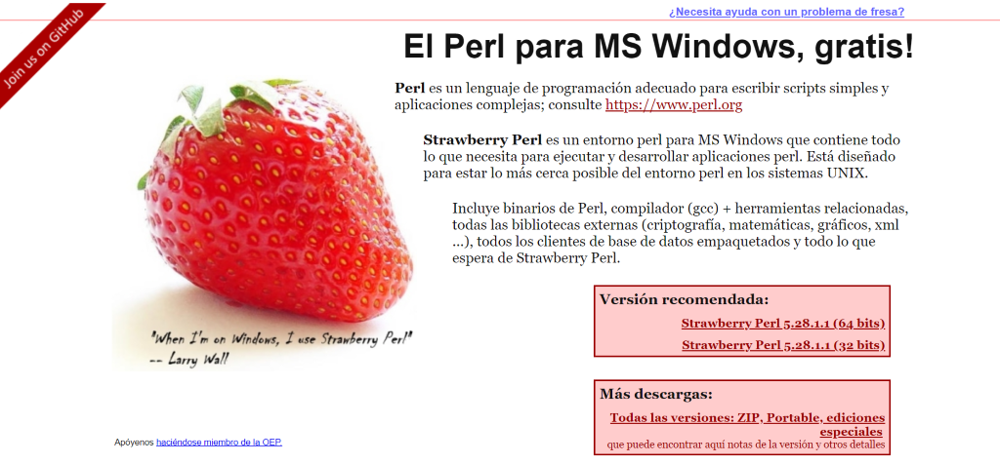 ¿Necesita ayuda con un problema de fresa?
Join us on GitHub
El Perl para MS Windows, gratis!
Perl es un lenguaje de programación adecuado para escribir scripts simples y
aplicaciones complejas; consulte https://www.perl.org
Strawberry Perl es un entorno perl para MS Windows que contiene todo
lo que necesita para ejecutar y desarrollar aplicaciones perl. Está diseñado
para estar lo más cerca posible del entorno perl en los sistemas UNIX.
Incluye binarios de Perl, compilador (gcc) + herramientas relacionadas,
todas las bibliotecas externas (criptografía, matemáticas, gráficos, xml
...), todos los clientes de base de datos empaquetados y todo lo que
espera de Strawberry Perl.
Versión recomendada:
Strawberry Perl 5.28.1.1 (64 bits)
Strawberry Perl 5.28.1.1 (32 bits)
"When I'm on Windows, I use Strawberry Perl"
-- Larry Wall
Más descargas:
Todas las versiones: ZIP, Portable, ediciones
especiales
que puede encontrar aquí notas de la versión y otros detalles
Apóyenos haciéndose miembro de la OEP.